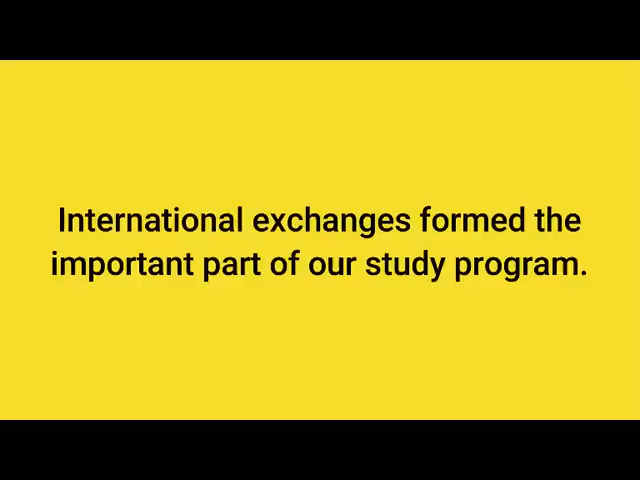 International exchanges formed the
important part of our study program.